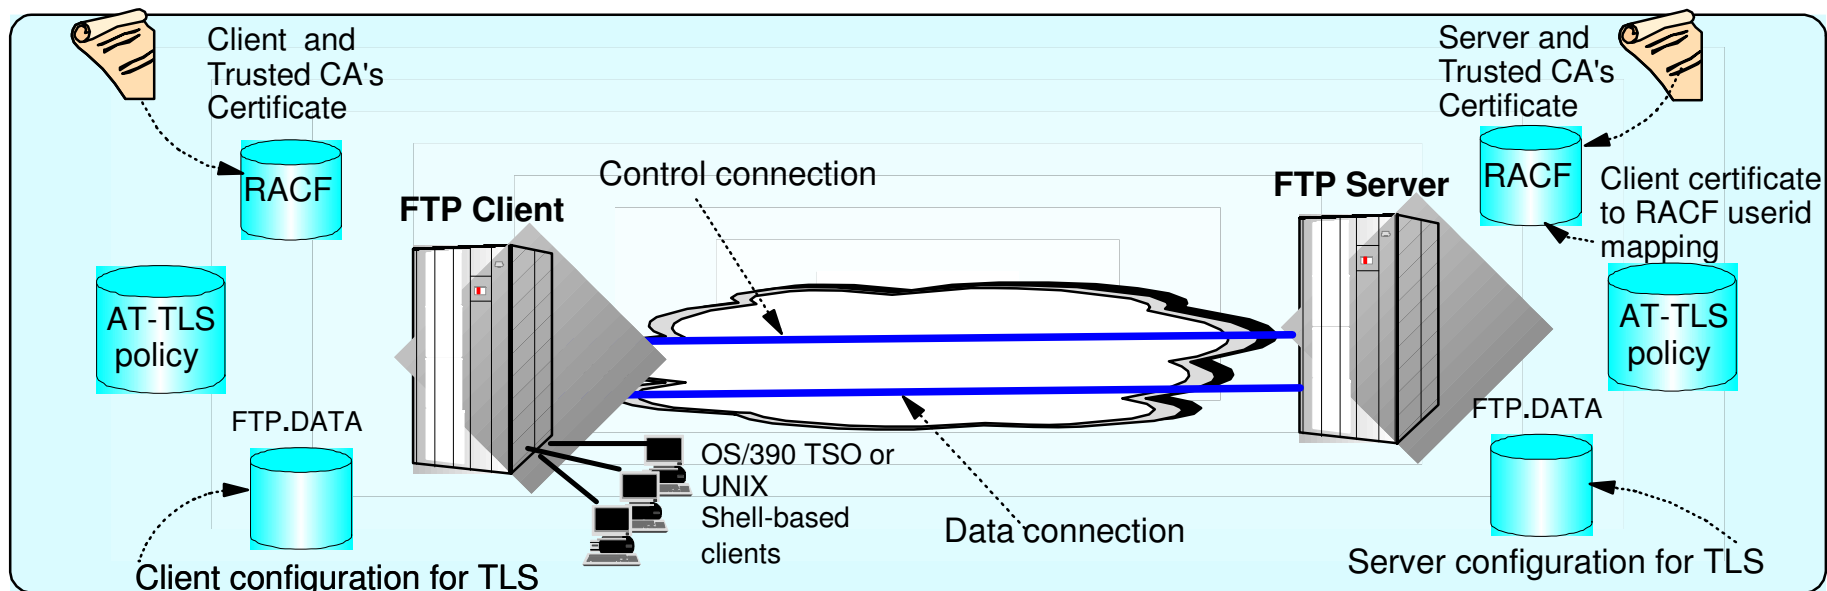 Client and
Trusted CA's
Certificate
RACF
FTP Client
AT-TLS
policy
FTP.DATA
Client configuration for TLS
OS/390 TSO or
UNIX
Shell-based
clients
Control connection
Data connection
Server and
Trusted CA's
Certificate
RACF
FTP Server
Client certificate
to RACF userid
mapping
AT-TLS
policy
FTP.DATA
Server configuration for TLS